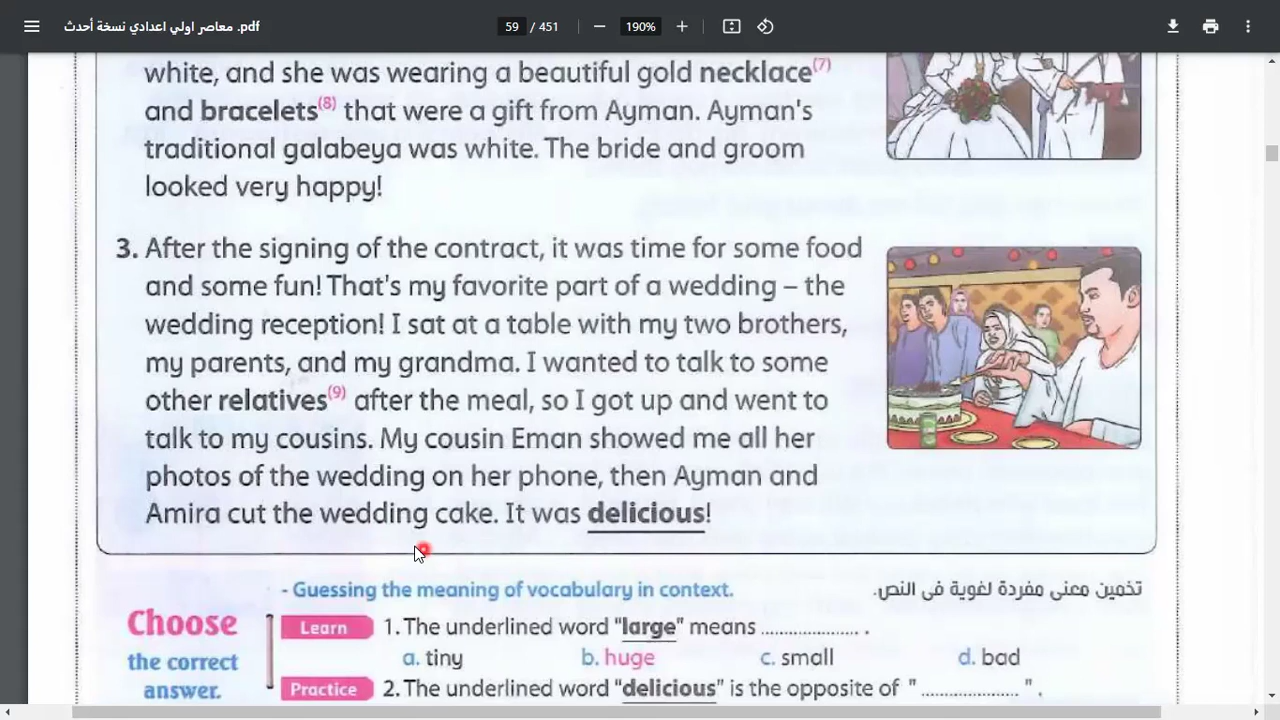 معاصر اولي اعدادي نسخة أحدث .pdf
59 / 451
190%
white, and she was wearing a beautiful gold necklace(7)
and bracelets(8) that were a gift from Ayman. Ayman's
traditional galabeya was white. The bride and groom
looked very happy!
3. After the signing of the contract, it was time for some food
and some fun! That's my favorite part of a wedding – the
wedding reception! I sat at a table with my two brothers,
my parents, and my grandma. I wanted to talk to some
other relatives(9) after the meal, so I got up and went to
talk to my cousins. My cousin Eman showed me all her
photos of the wedding on her phone, then Ayman and
Amira cut the wedding cake. It was delicious!
- Guessing the meaning of vocabulary in context. تخمين معنى مفردة لغوية فى النص.
Choose
the correct
answer.
Learn 1. The underlined word "large" means .................... .
a. tiny b. huge c. small d. bad
Practice 2. The underlined word "delicious" is the opposite of "....................".